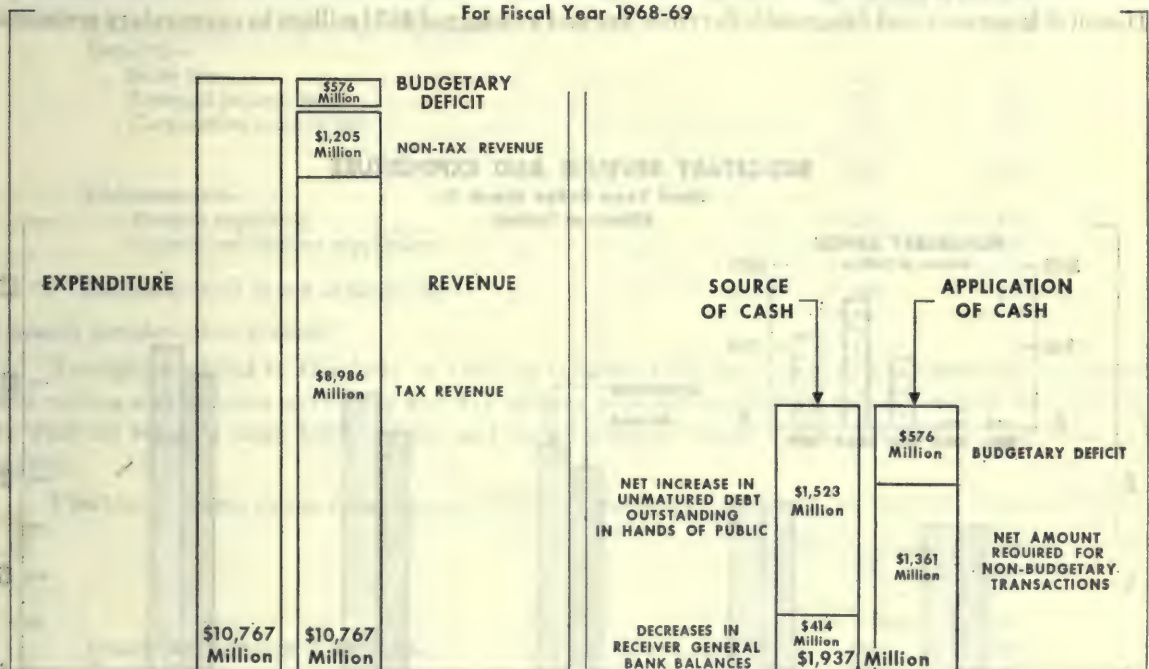 For Fiscal Year 1968-69
$576
Million
BUDGETARY
DEFICIT
$1,205
Million
NON-TAX REVENUE
EXPENDITURE
REVENUE
$8,986
Million
TAX REVENUE
$10,767
Million
$10,767
Million
SOURCE
OF CASH
APPLICATION
OF CASH
NET INCREASE IN
UNMATURED DEBT
OUTSTANDING
IN HANDS OF PUBLIC
$1,523
Million
$576
Million
BUDGETARY DEFICIT
$1,361
Million
NET AMOUNT
REQUIRED FOR
NON-BUDGETARY
TRANSACTIONS
DECREASES IN
RECEIVER GENERAL
BANK BALANCES
$414
Million
$1,937 Million